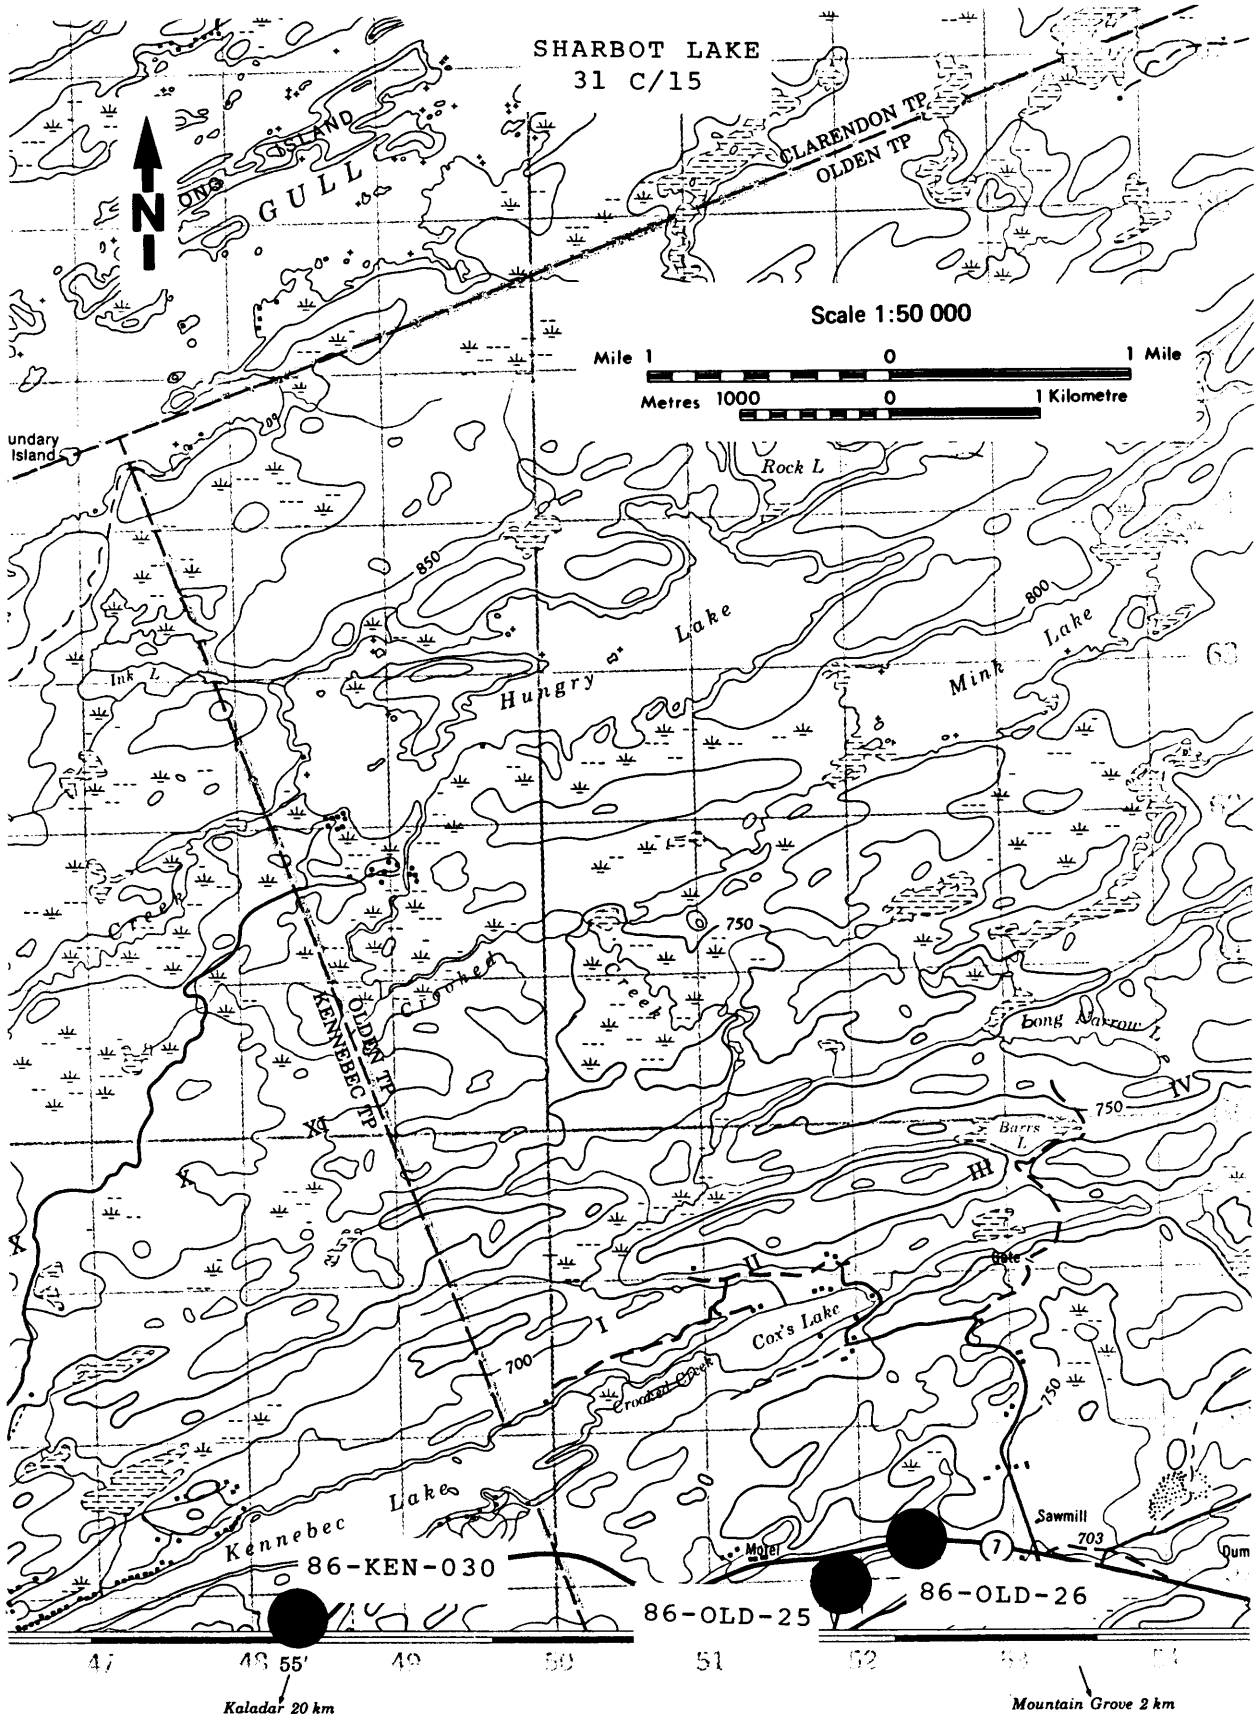 SHARBOT LAKE
31 C/15
CLARENDON TP
OLDEN TP
ISLAND
GULL
N
Scale 1:50 000
Mile 1 0 1 Mile
Metres 1000 0 1 Kilometre
undary
Island
Rock L
850
800
Lake
Lake
63
Ink L
Hungry
Mink
Creek
750
Crooked
Creek
OLDEN TP
KENNEBEC TP
Long Narrow L
IV
750
Barrs
L
III
Gate
II
I
Cox's Lake
700
Crooked Creek
750
Lake
Kennebec
Sawmill
703
7
Motel
Dum
86-KEN-030
86-OLD-25
86-OLD-26
47 48 55' 49 50 51 52 53
Kaladar 20 km
Mountain Grove 2 km